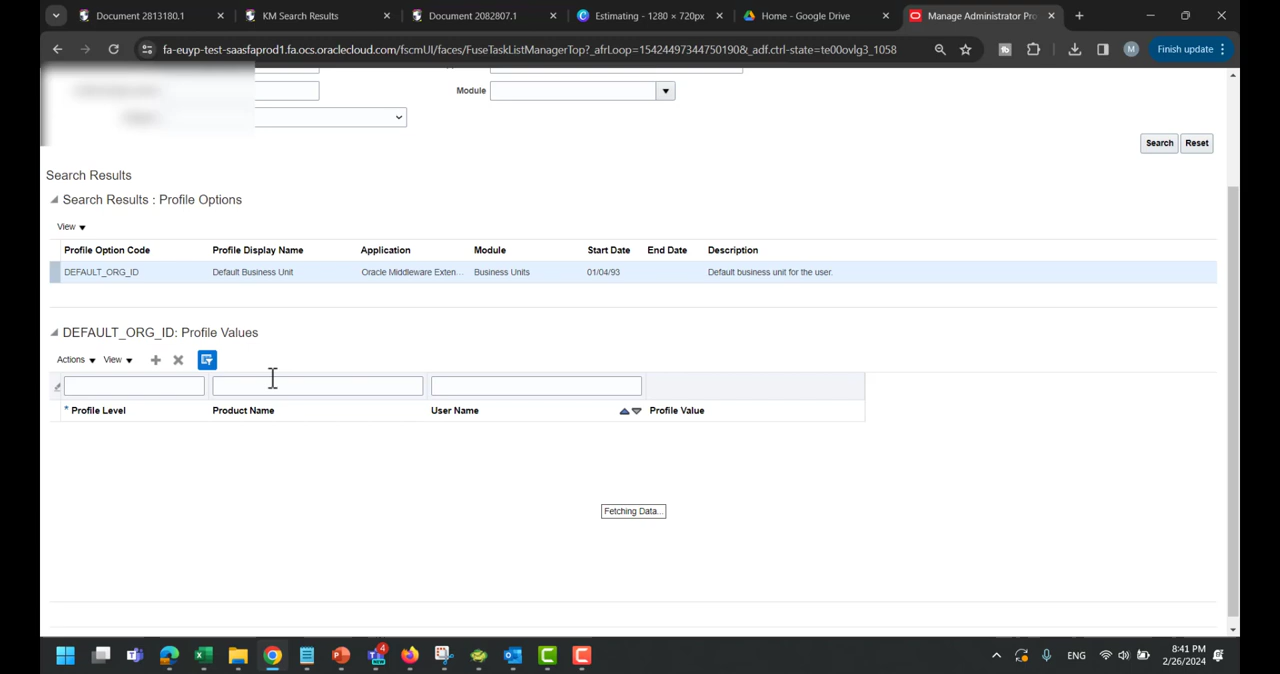 Document 2813180.1
KM Search Results
Document 2082807.1
Estimating - 1280 × 720px
Home - Google Drive
Manage Administrator Pro
fa-euyp-test-saasfaprod1.fa.ocs.oraclecloud.com/fscmUI/faces/FuseTaskListManagerTop?_afrLoop=15424497344750190&_adf.ctrl-state=te00ovlg3_1058
M
Finish update
Module
Search
Reset
Search Results
Search Results : Profile Options
View
Profile Option Code
Profile Display Name
Application
Module
Start Date
End Date
Description
DEFAULT_ORG_ID
Default Business Unit
Oracle Middleware Exten...
Business Units
01/04/93
Default business unit for the user.
DEFAULT_ORG_ID: Profile Values
Actions
View
* Profile Level
Product Name
User Name
Profile Value
Fetching Data...
4
ENG
8:41 PM
2/26/2024